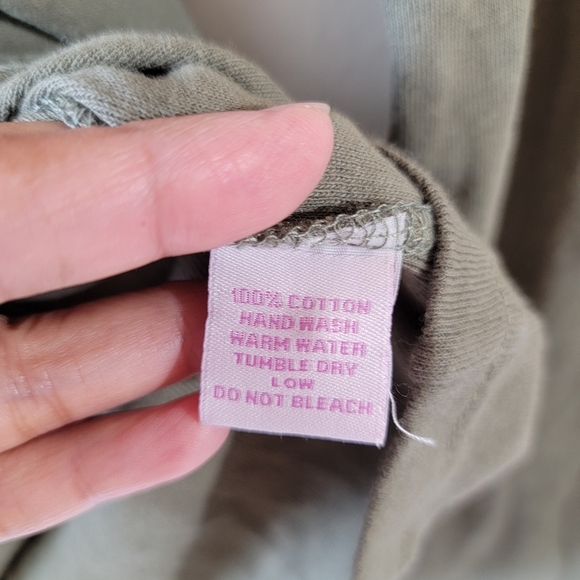 100% COTTON
HAND WASH
WARM WATER
TUMBLE DRY
LOW
DO NOT BLEACH